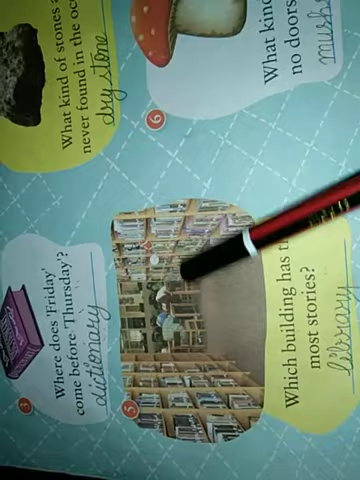 What kind of stones a
never found in the oc
dry stone
6
What kind
no doors
mush
3
Where does 'Friday'
come before 'Thursday'?
dictionary
5
Which building has t
most stories?
library